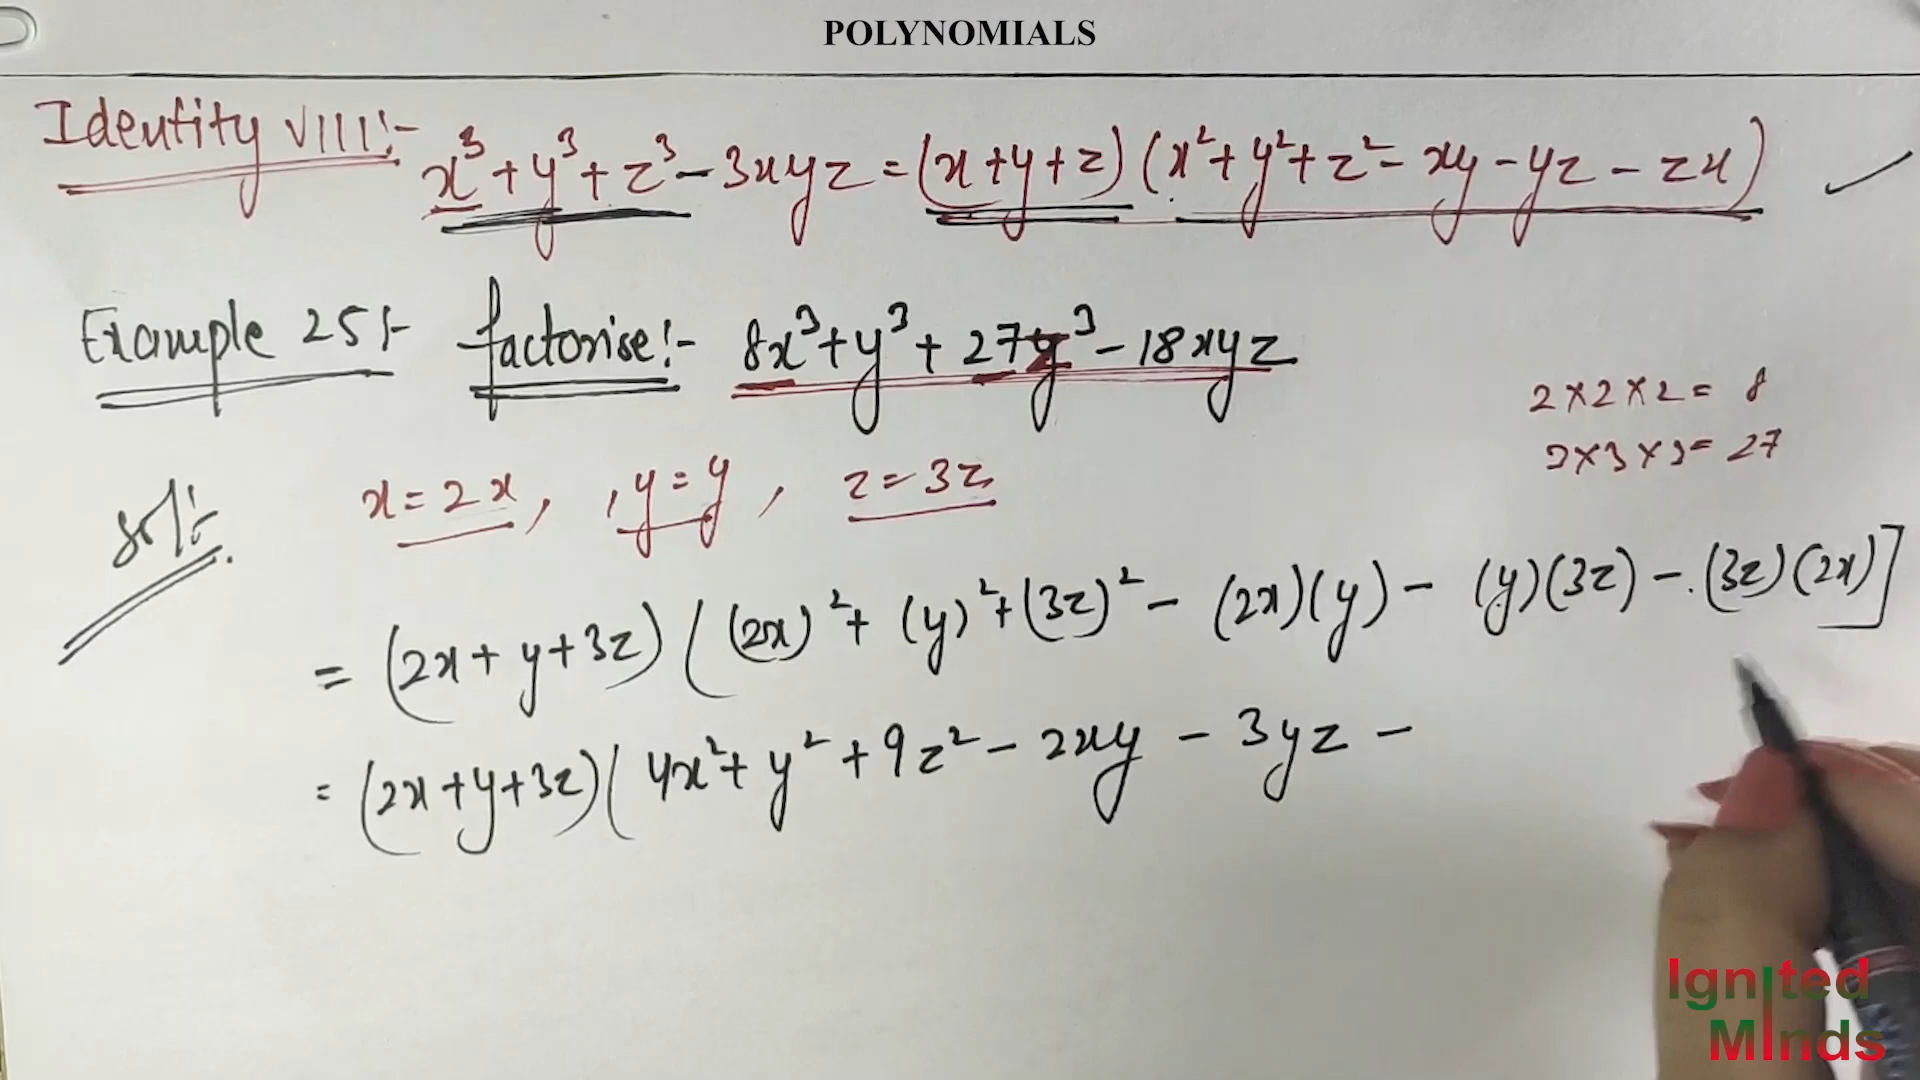 POLYNOMIALS
Identity VIII:- x³ + y³ + z³ - 3xyz = (x + y + z) (x² + y² + z² - xy - yz - zx)
Example 25:- factorise:- 8x³ + y³ + 27z³ - 18xyz
2 × 2 × 2 = 8
3 × 3 × 3 = 27
x = 2x, , y = y, z = 3z
Sol:-
= (2x + y + 3z) ( (2x)² + (y)² + (3z)² - (2x)(y) - (y)(3z) - (3z)(2x)]
= (2x + y + 3z) ( 4x² + y² + 9z² - 2xy - 3yz -
Ignited
Minds